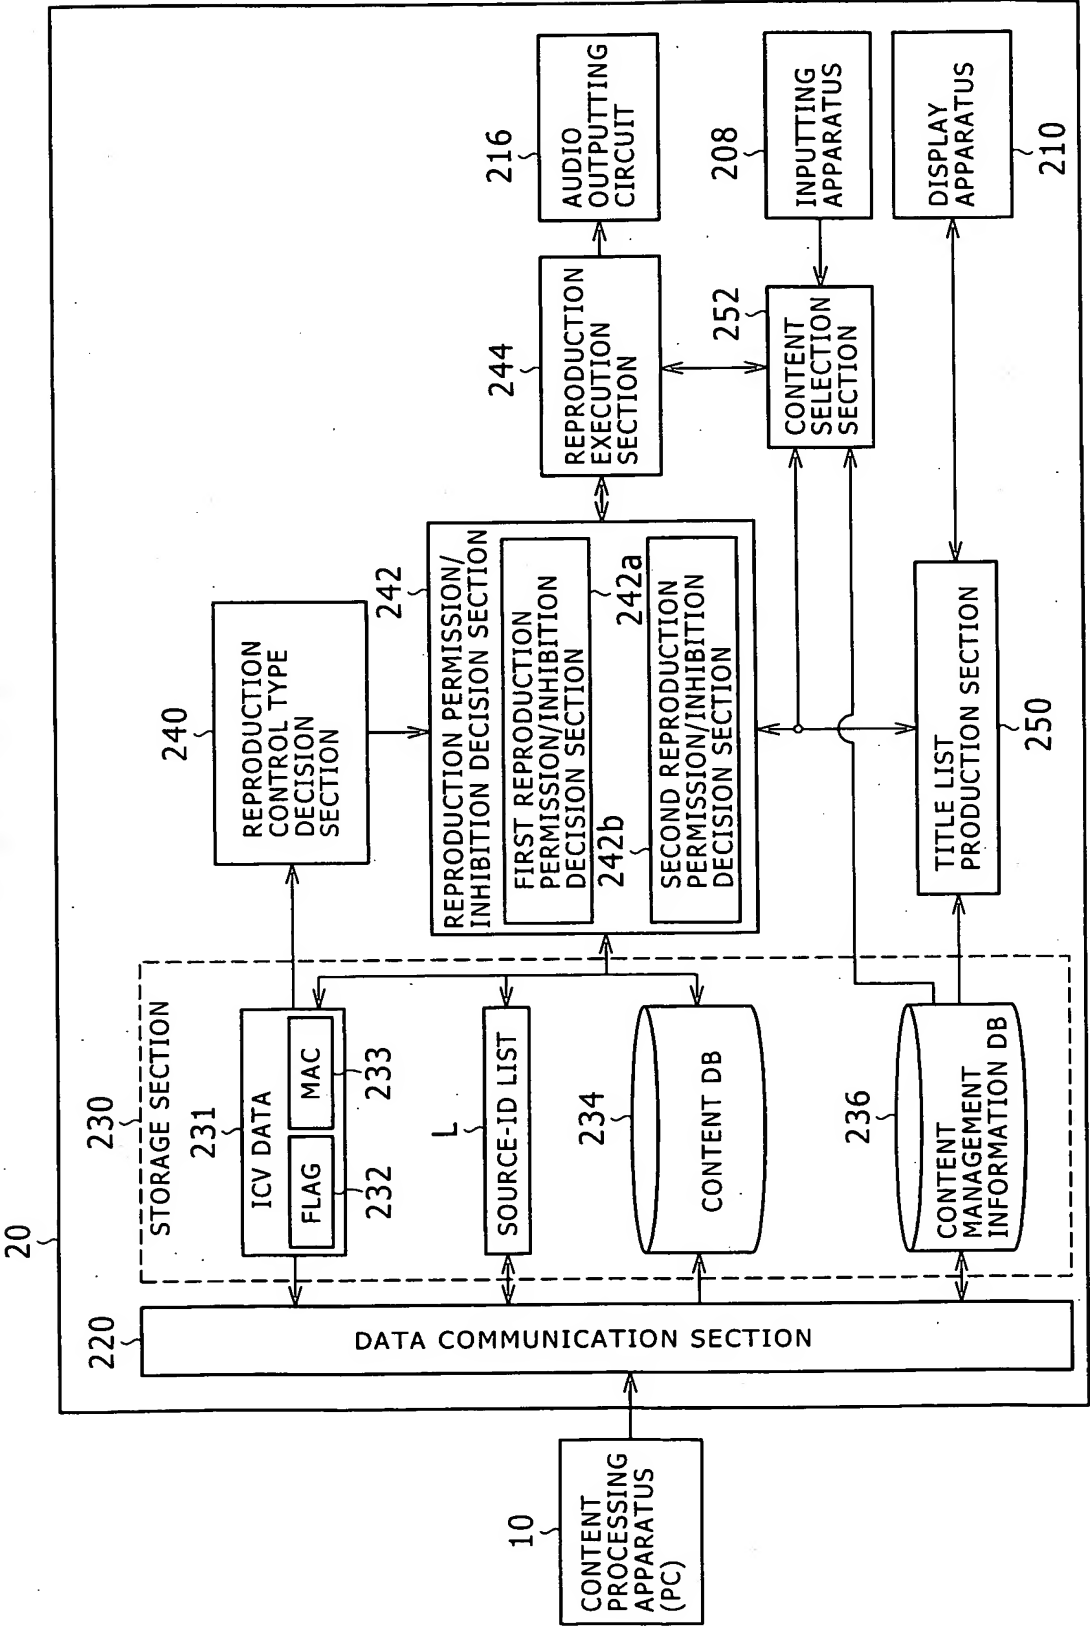 20
10
CONTENT
PROCESSING
APPARATUS
(PC)
220
DATA COMMUNICATION SECTION
230
STORAGE SECTION
231
ICV DATA
FLAG
MAC
232
233
L
SOURCE-ID LIST
234
CONTENT DB
236
CONTENT
MANAGEMENT
INFORMATION DB
240
REPRODUCTION
CONTROL TYPE
DECISION
SECTION
242
REPRODUCTION PERMISSION/
INHIBITION DECISION SECTION
FIRST REPRODUCTION
PERMISSION/INHIBITION
DECISION SECTION
242a
242b
SECOND REPRODUCTION
PERMISSION/INHIBITION
DECISION SECTION
244
REPRODUCTION
EXECUTION
SECTION
216
AUDIO
OUTPUTTING
CIRCUIT
252
CONTENT
SELECTION
SECTION
208
INPUTTING
APPARATUS
TITLE LIST
PRODUCTION SECTION
250
DISPLAY
APPARATUS
210